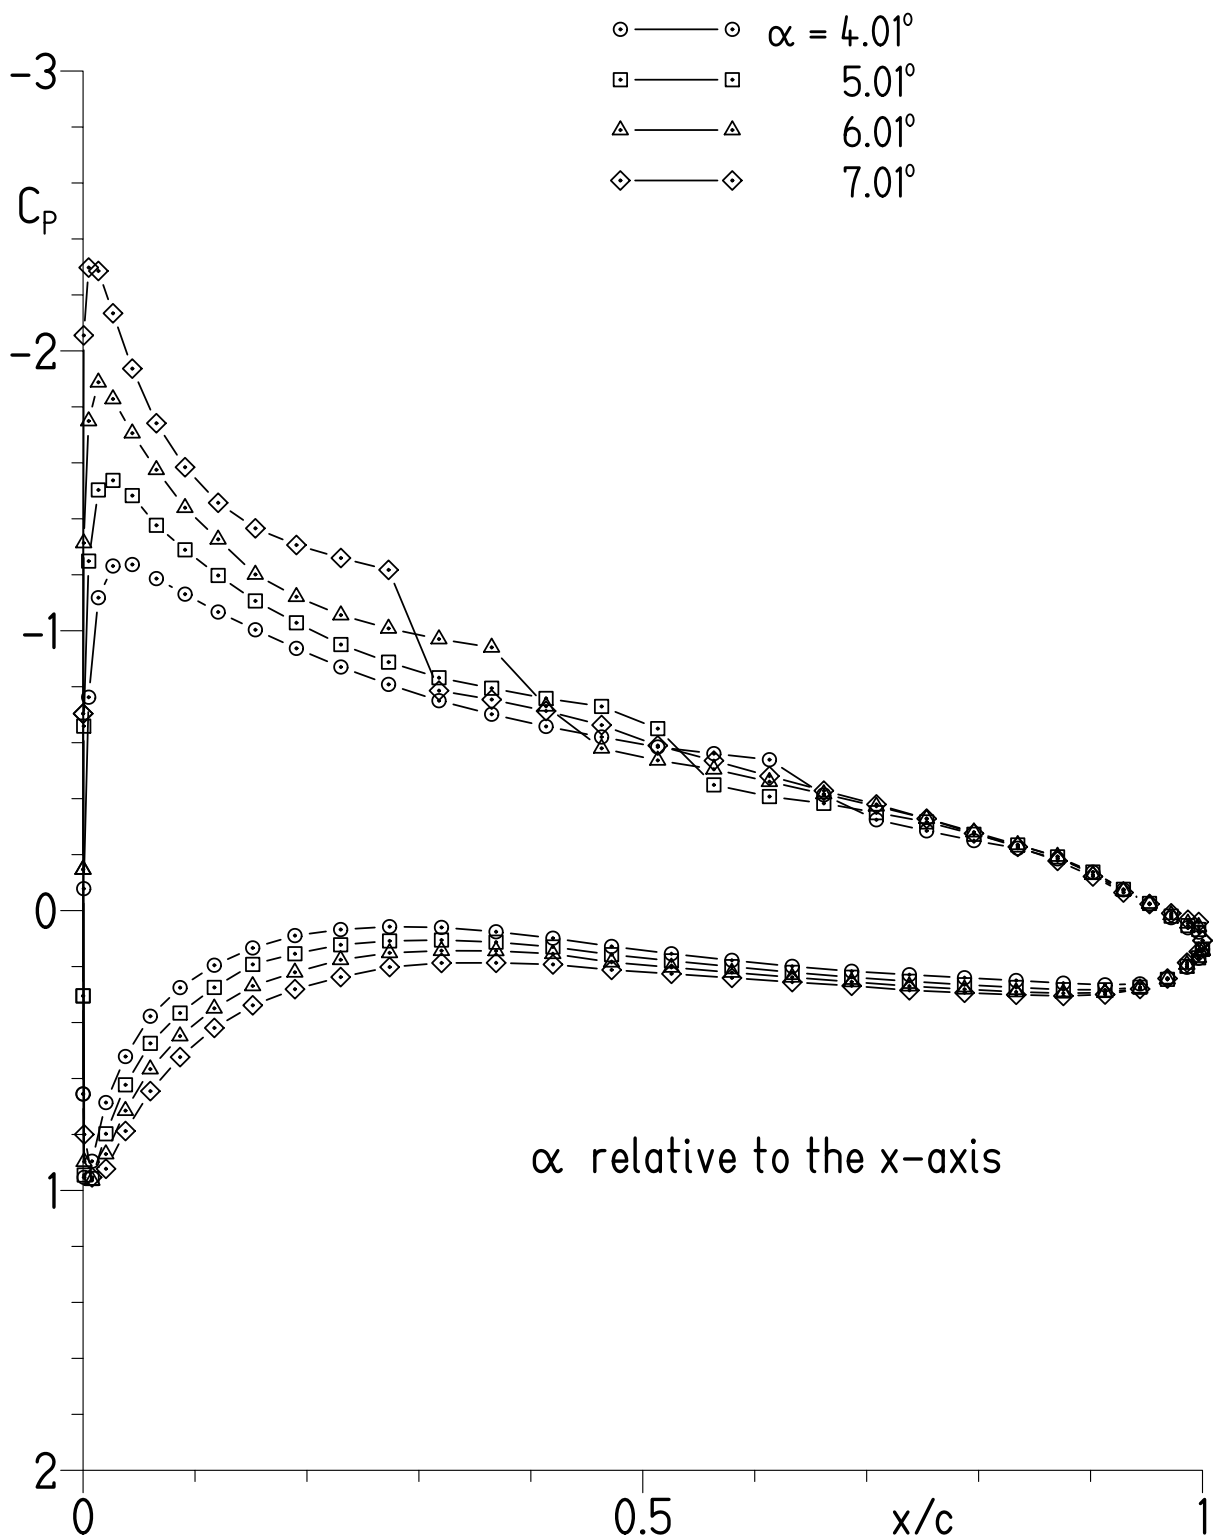 α = 4.01°
5.01°
6.01°
7.01°
-3
C_P
-2
-1
0
1
α relative to the x-axis
2
0 0.5 x/c 1